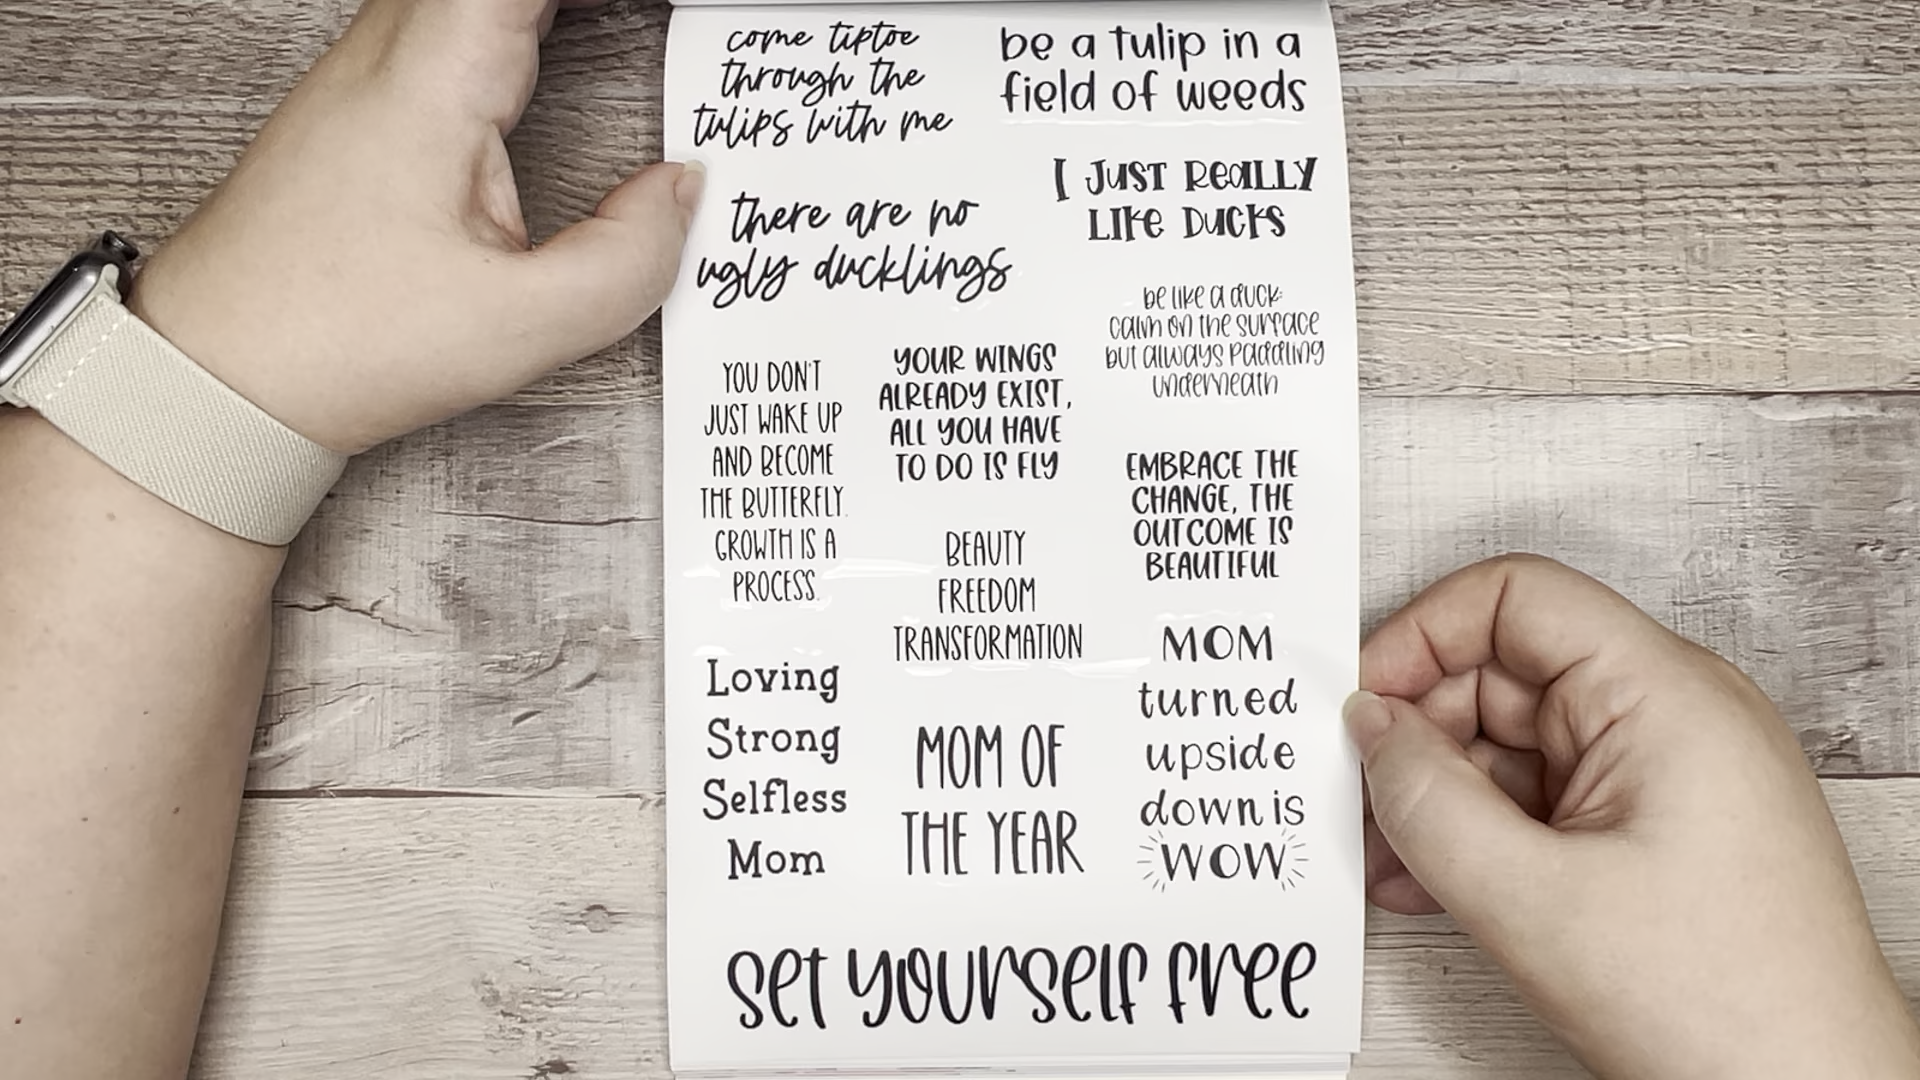 come tiptoe
through the
tulips with me
be a tulip in a
field of weeds
I JUST REALLY
LIKE DUCKS
there are no
ugly ducklings
be like a duck:
calm on the surface
but always paddling
underneath
YOU DON'T
JUST WAKE UP
AND BECOME
THE BUTTERFLY.
GROWTH IS A
PROCESS.
YOUR WINGS
ALREADY EXIST,
ALL YOU HAVE
TO DO IS FLY
EMBRACE THE
CHANGE, THE
OUTCOME IS
BEAUTIFUL
BEAUTY
FREEDOM
TRANSFORMATION
Loving
Strong
Selfless
Mom
MOM OF
THE YEAR
MOM
turned
upside
down is
WOW
set yourself free